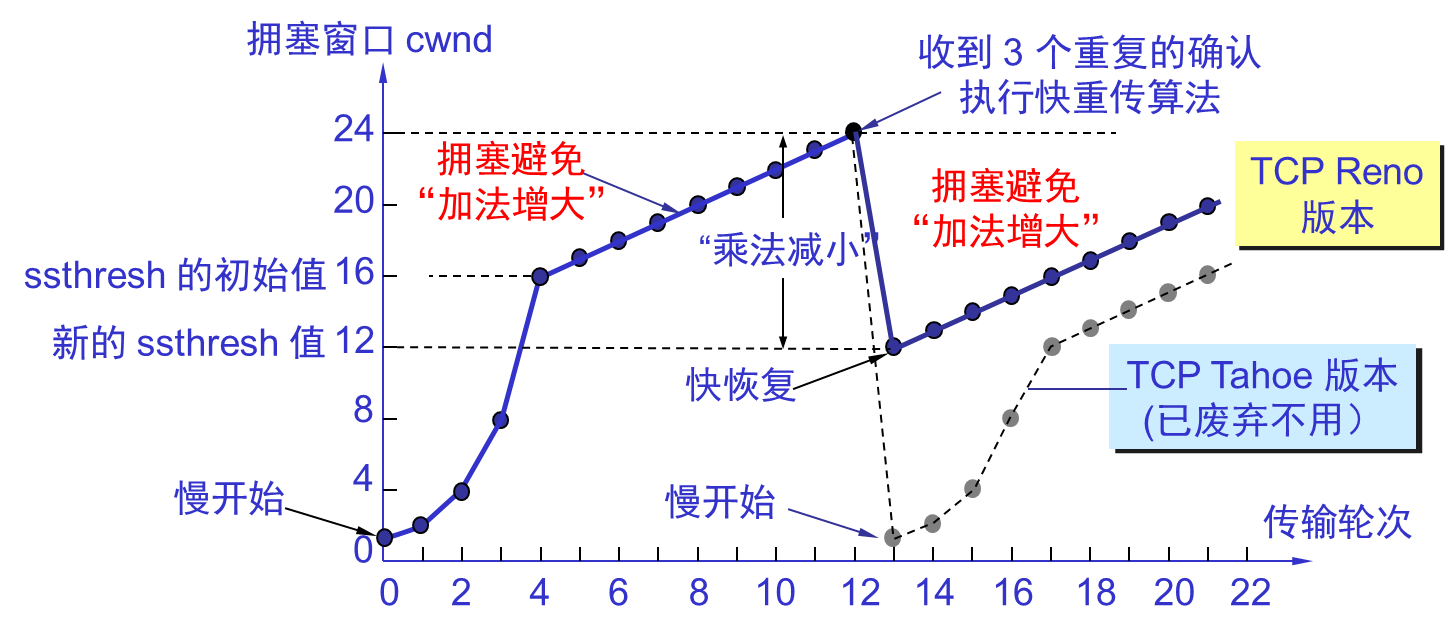 拥塞窗口 cwnd
收到 3 个重复的确认
执行快重传算法
24
拥塞避免
“加法增大”
拥塞避免
“加法增大”
TCP Reno
版本
20
“乘法减小”
ssthresh 的初始值 16
新的 ssthresh 值 12
快恢复
TCP Tahoe 版本
(已废弃不用）
8
4
慢开始
慢开始
传输轮次
0
0 2 4 6 8 10 12 14 16 18 20 22